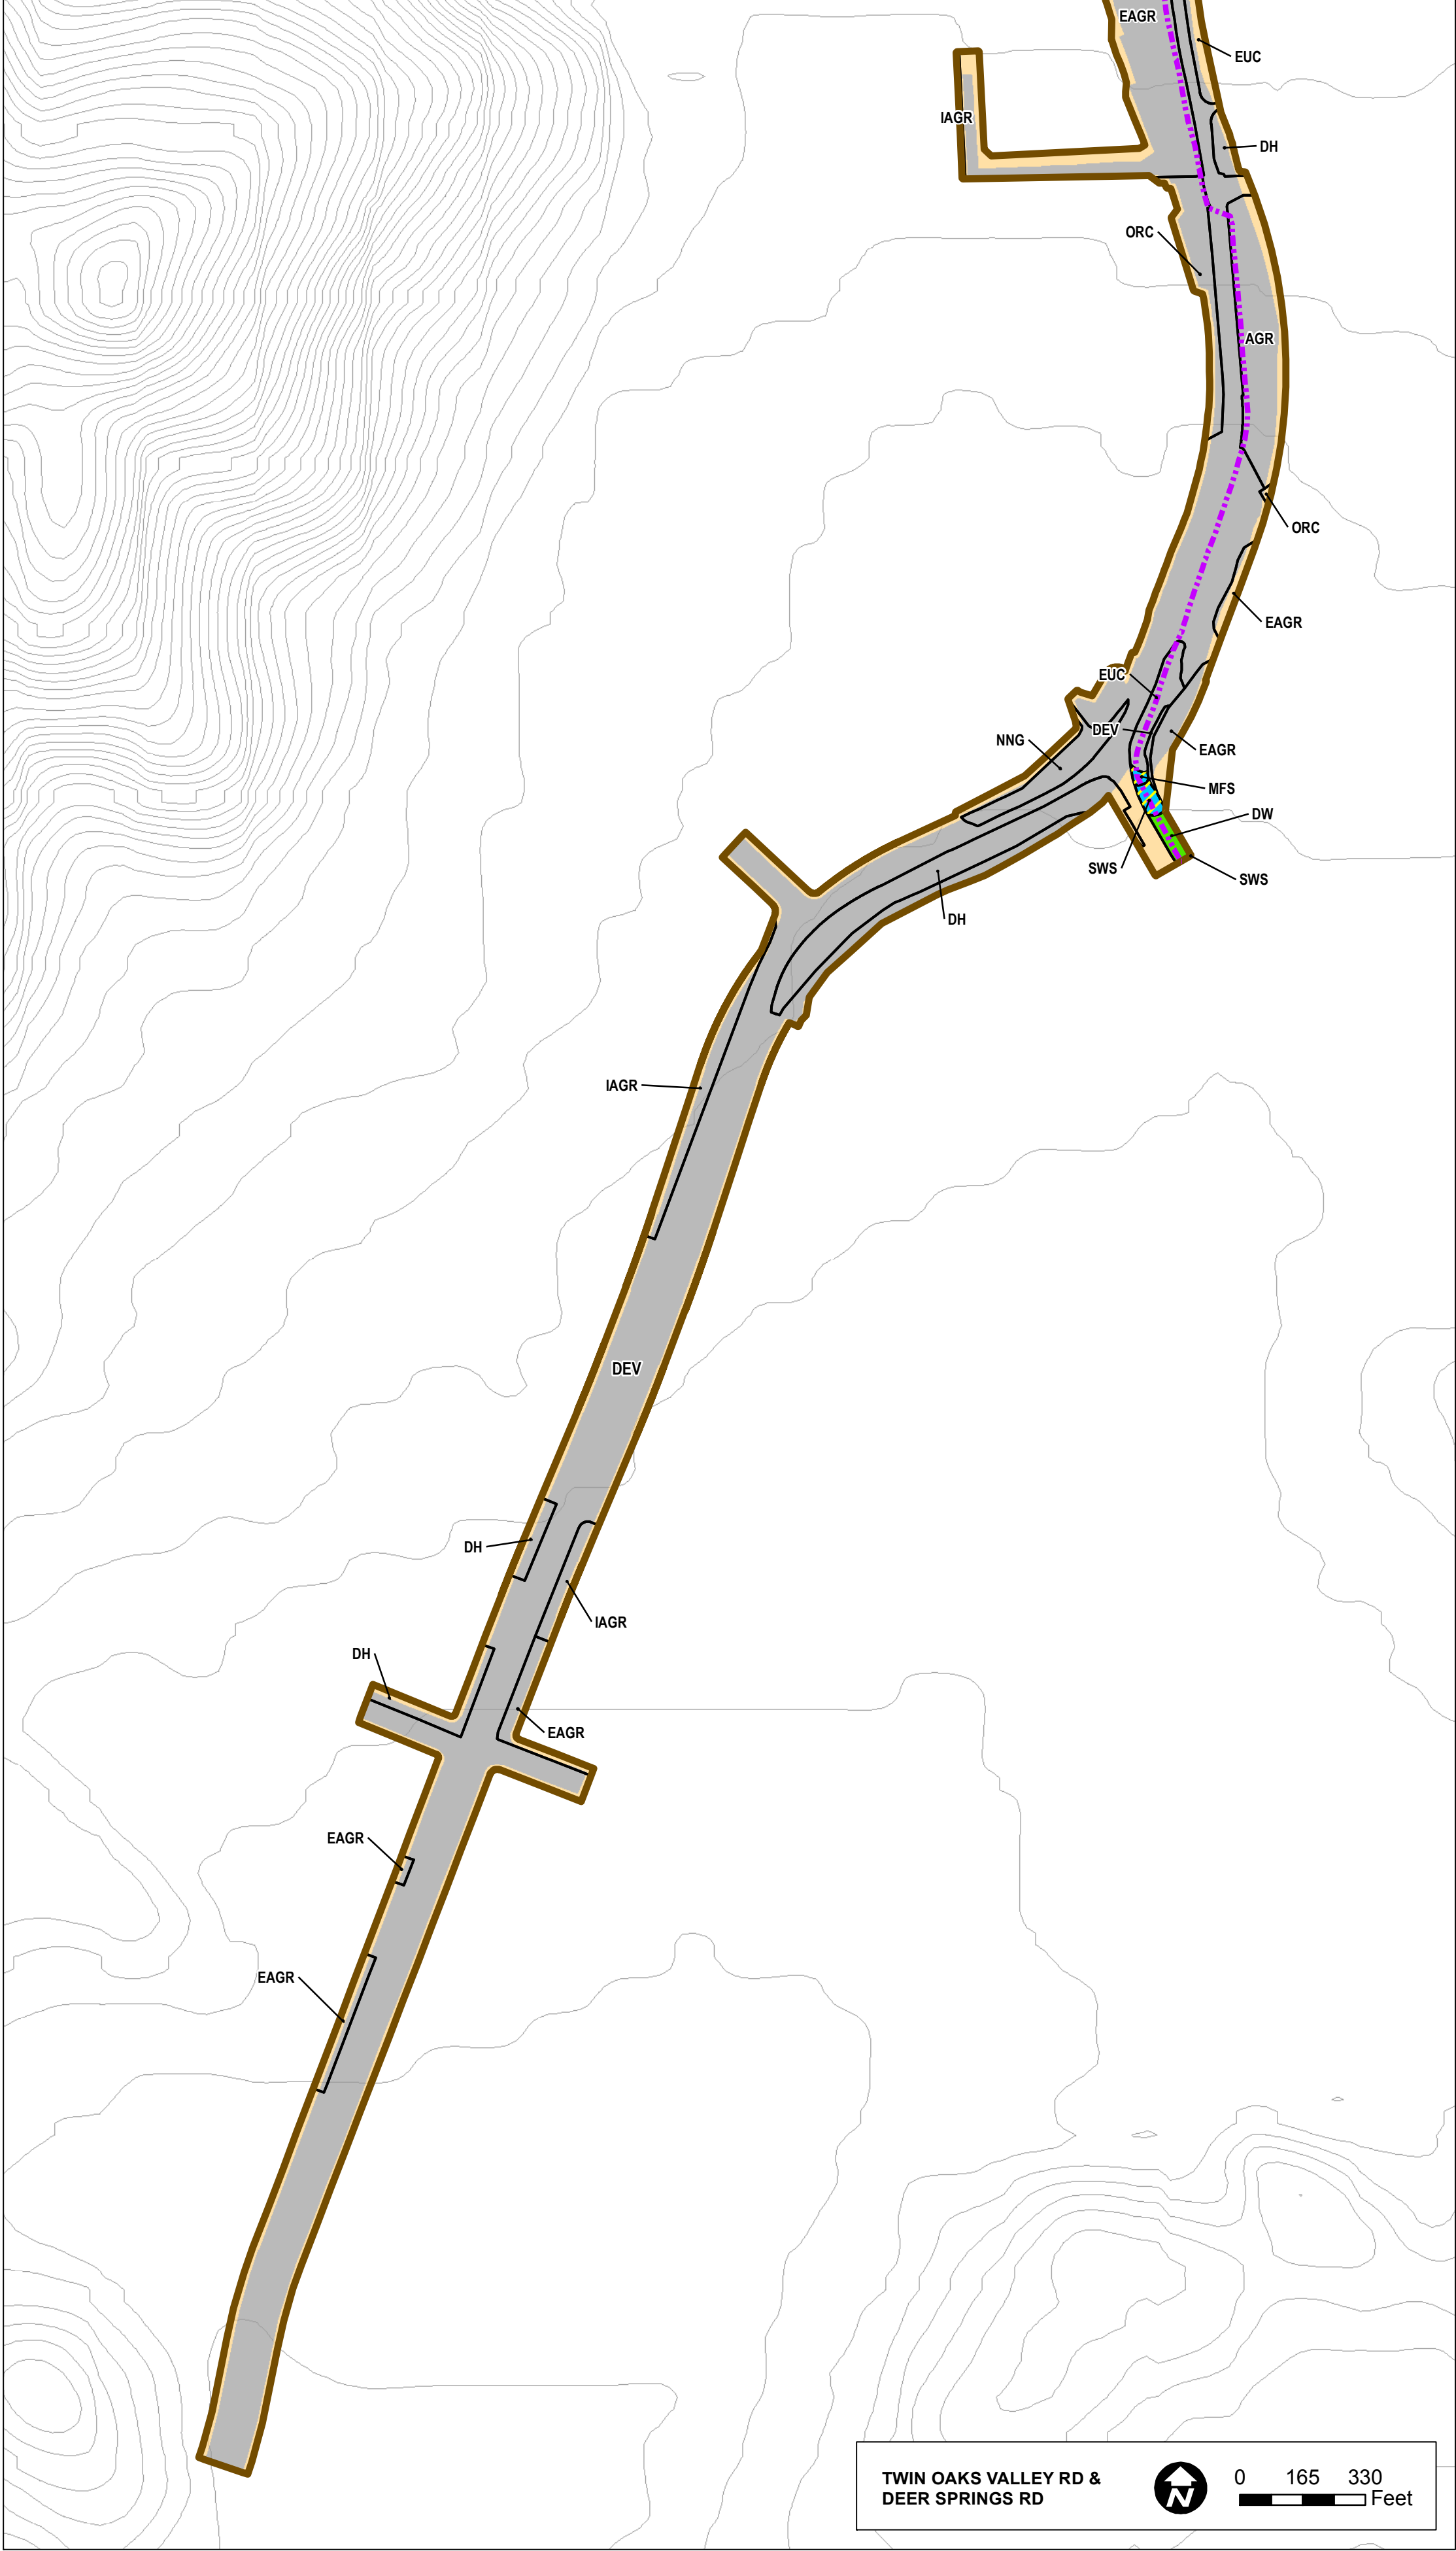 EAGR
EUC
IAGR
DH
ORC
AGR
ORC
EAGR
EUC
DEV
NNG
EAGR
MFS
DW
SWS
SWS
DH
IAGR
DEV
DH
IAGR
DH
EAGR
EAGR
EAGR
TWIN OAKS VALLEY RD &
DEER SPRINGS RD
N
0 165 330
Feet